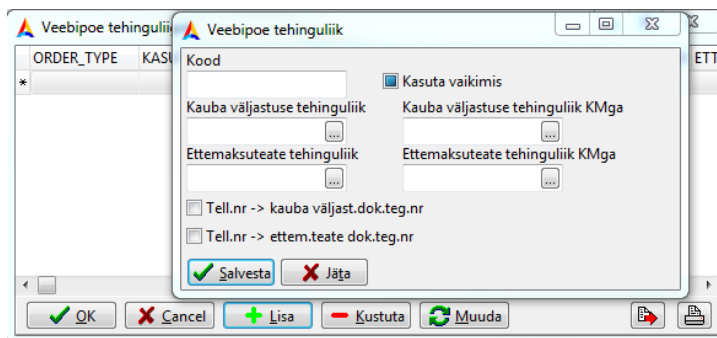 Veebipoe tehinguliik
ORDER_TYPE
ETT
*
Veebipoe tehinguliik
Kood
Kasuta vaikimis
Kauba väljastuse tehinguliik
Kauba väljastuse tehinguliik KMga
...
...
Ettemaksuteate tehinguliik
Ettemaksuteate tehinguliik KMga
...
...
Tell.nr -> kauba väljast.dok.teg.nr
Tell.nr -> ettem.teate dok.teg.nr
Salvesta
Jäta
OK
Cancel
Lisa
Kustuta
Muuda